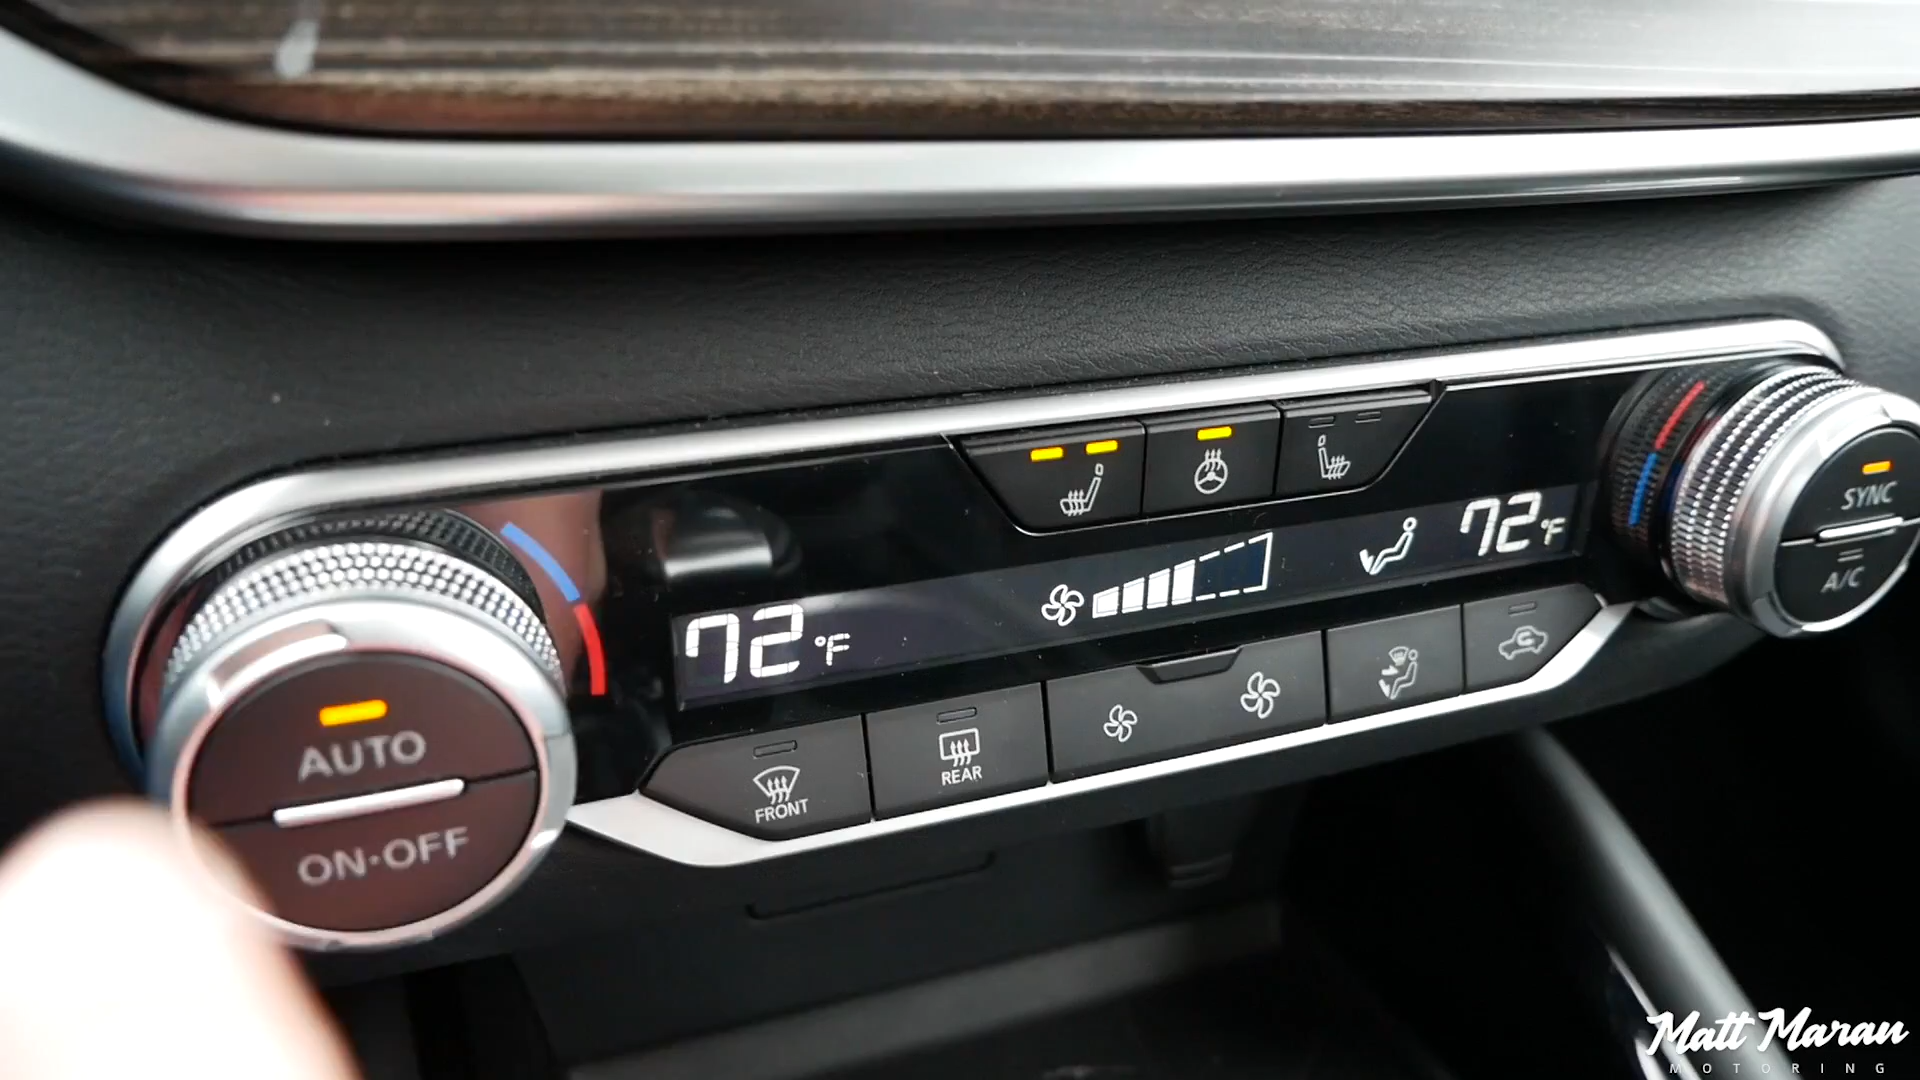 72°F
72°F
SYNC
A/C
AUTO
ON·OFF
FRONT
REAR
Matt Maran
MOTORING